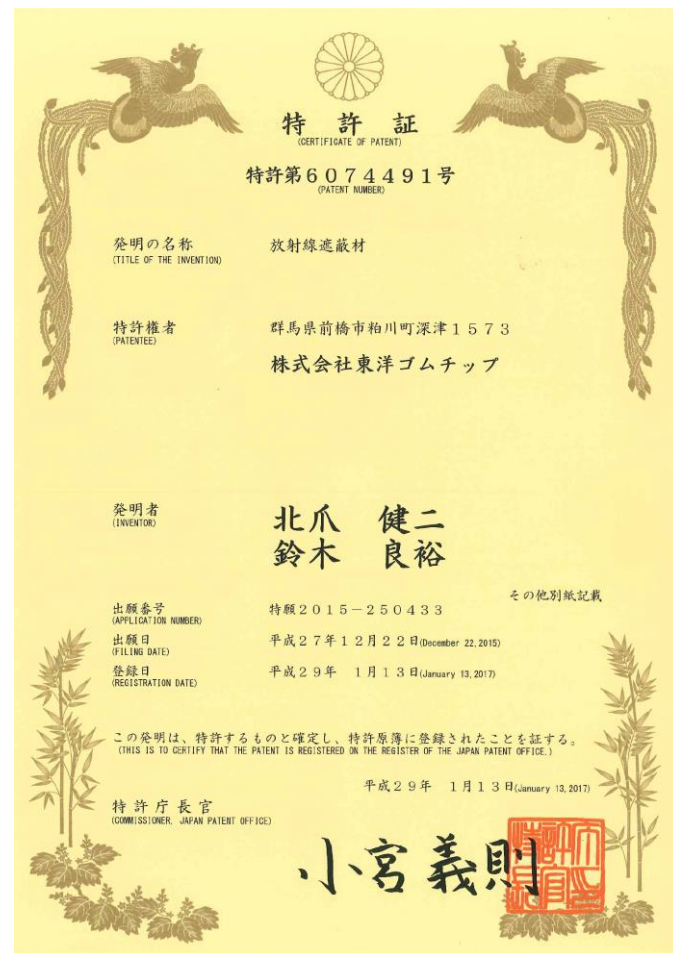 特許証
(CERTIFICATE OF PATENT)
特許第6074491号
(PATENT NUMBER)
発明の名称 放射線遮蔽材
(TITLE OF THE INVENTION)
特許権者 群馬県前橋市粕川町深津1573
(PATENTEE)
株式会社東洋ゴムチップ
発明者 北爪 健二
(INVENTOR)
鈴木 良裕
その他別紙記載
出願番号 特願2015-250433
(APPLICATION NUMBER)
出願日 平成27年12月22日(December 22,2015)
(FILING DATE)
登録日 平成29年 1月13日(January 13,2017)
(REGISTRATION DATE)
この発明は、特許するものと確定し、特許原簿に登録されたことを証する。
(THIS IS TO CERTIFY THAT THE PATENT IS REGISTERED ON THE REGISTER OF THE JAPAN PATENT OFFICE.)
平成29年 1月13日(January 13,2017)
特許庁長官
(COMMISSIONER, JAPAN PATENT OFFICE)
小宮義則